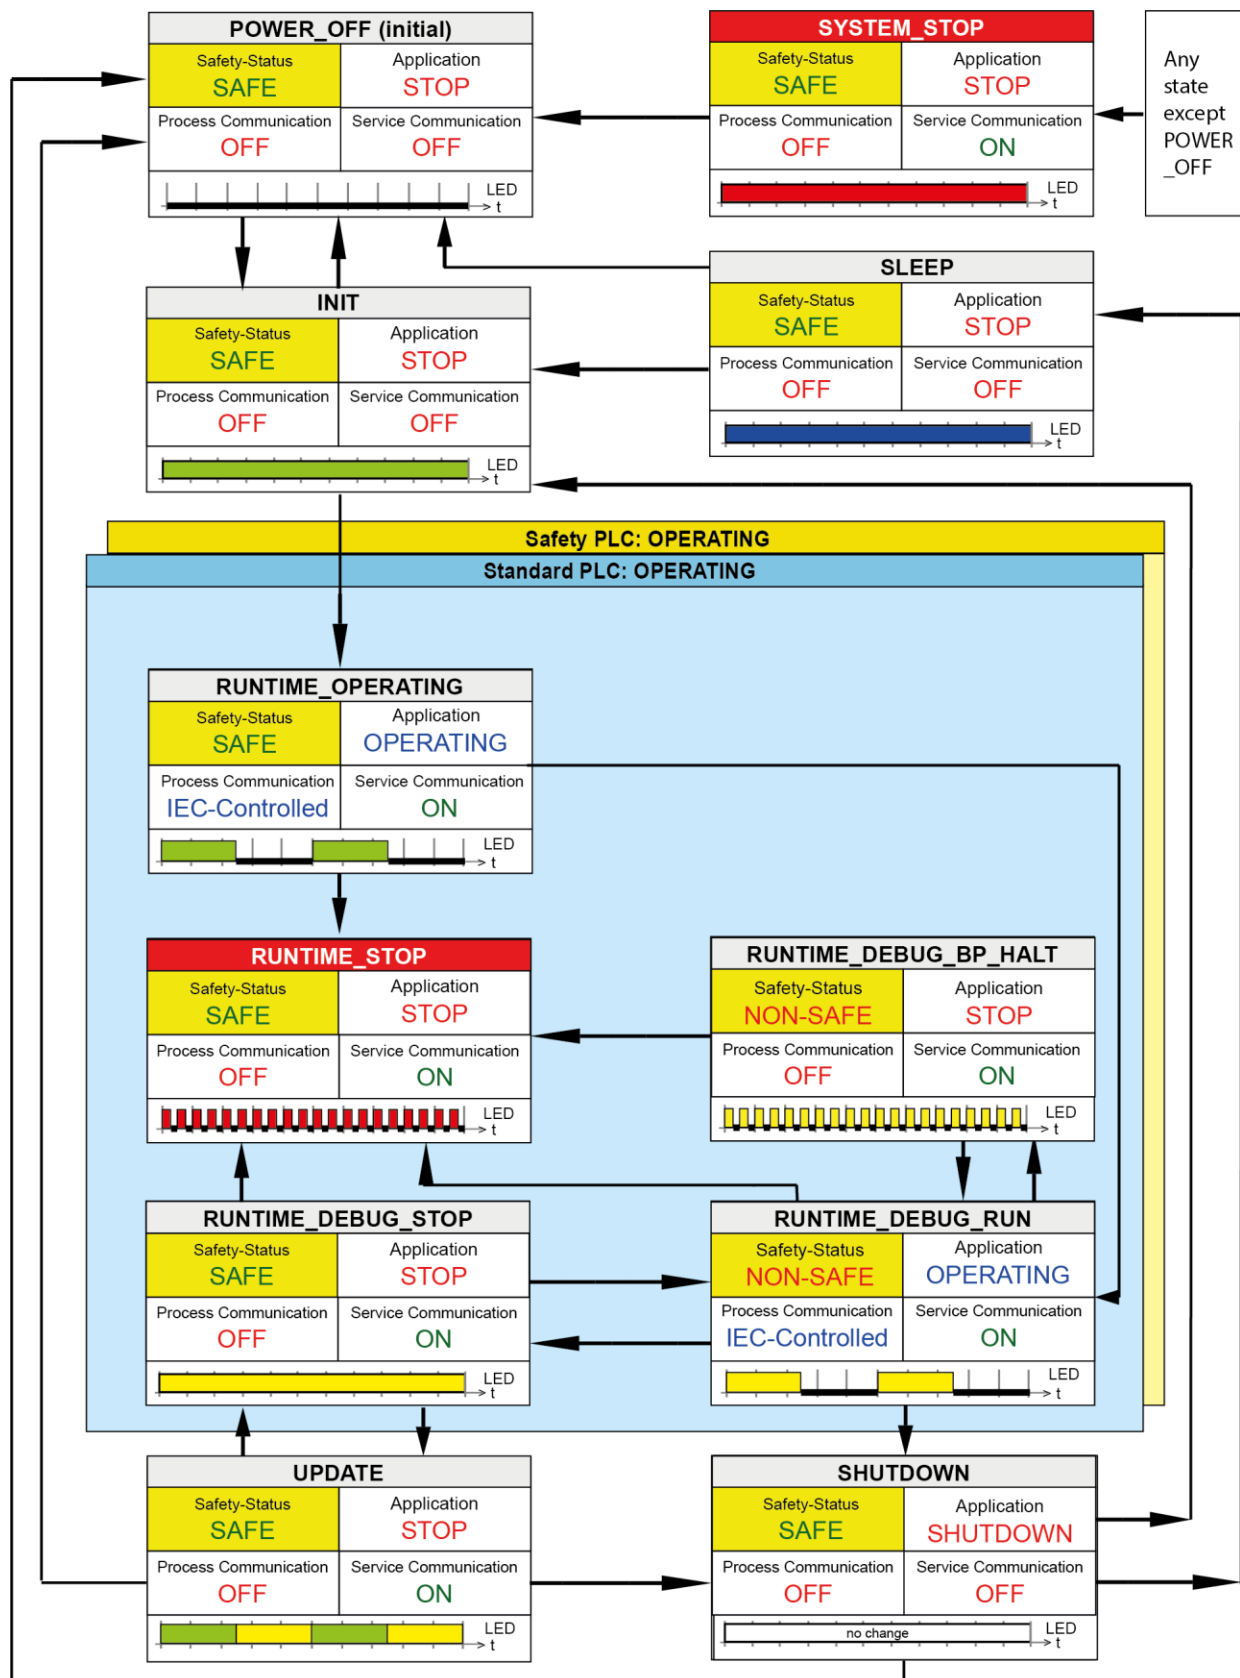 POWER_OFF (initial)
Safety-Status
SAFE
Application
STOP
Process Communication
OFF
Service Communication
OFF
LED
t
SYSTEM_STOP
Safety-Status
SAFE
Application
STOP
Process Communication
OFF
Service Communication
ON
LED
t
Any
state
except
POWER
_OFF
INIT
Safety-Status
SAFE
Application
STOP
Process Communication
OFF
Service Communication
OFF
LED
t
SLEEP
Safety-Status
SAFE
Application
STOP
Process Communication
OFF
Service Communication
OFF
LED
t
Safety PLC: OPERATING
Standard PLC: OPERATING
RUNTIME_OPERATING
Safety-Status
SAFE
Application
OPERATING
Process Communication
IEC-Controlled
Service Communication
ON
LED
t
RUNTIME_STOP
Safety-Status
SAFE
Application
STOP
Process Communication
OFF
Service Communication
ON
LED
t
RUNTIME_DEBUG_BP_HALT
Safety-Status
NON-SAFE
Application
STOP
Process Communication
OFF
Service Communication
ON
LED
t
RUNTIME_DEBUG_STOP
Safety-Status
SAFE
Application
STOP
Process Communication
OFF
Service Communication
ON
LED
t
RUNTIME_DEBUG_RUN
Safety-Status
NON-SAFE
Application
OPERATING
Process Communication
IEC-Controlled
Service Communication
ON
LED
t
UPDATE
Safety-Status
SAFE
Application
STOP
Process Communication
OFF
Service Communication
ON
LED
t
SHUTDOWN
Safety-Status
SAFE
Application
SHUTDOWN
Process Communication
OFF
Service Communication
OFF
no change
LED
t